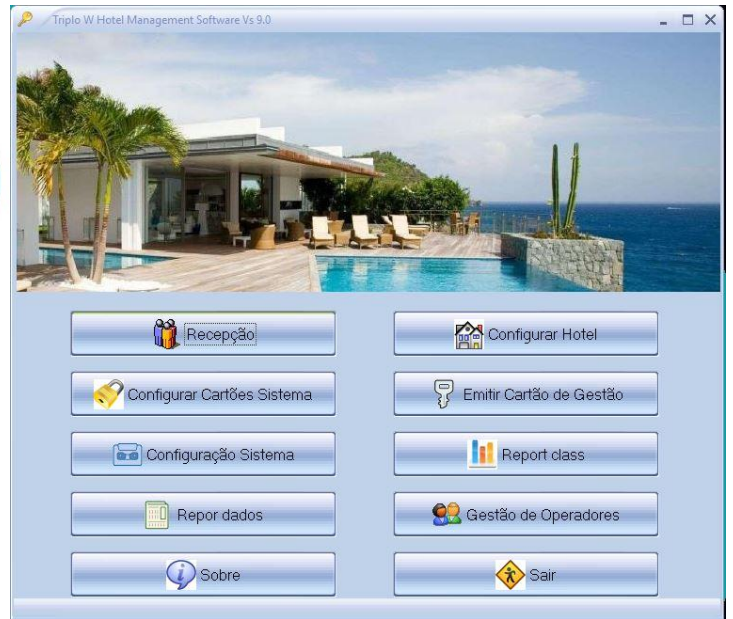 Triplo W Hotel Management Software Vs 9.0
Recepção
Configurar Hotel
Configurar Cartões Sistema
Emitir Cartão de Gestão
Configuração Sistema
Report class
Repor dados
Gestão de Operadores
Sobre
Sair